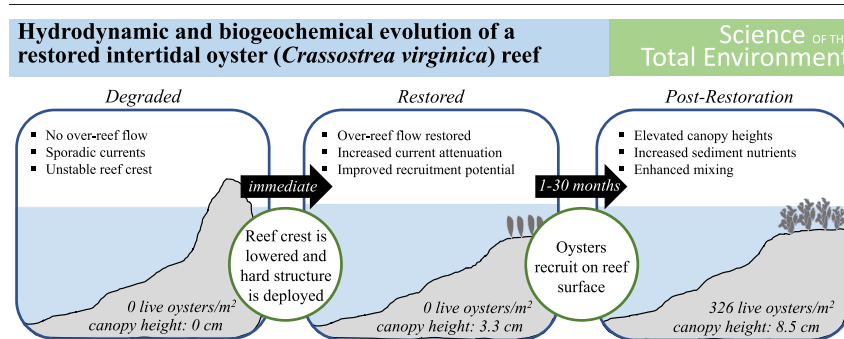 Hydrodynamic and biogeochemical evolution of a
restored intertidal oyster (Crassostrea virginica) reef
Science OF THE
Total Environment
Degraded
▪ No over-reef flow
▪ Sporadic currents
▪ Unstable reef crest
0 live oysters/m²
canopy height: 0 cm
immediate
Reef crest is
lowered and
hard structure
is deployed
Restored
▪ Over-reef flow restored
▪ Increased current attenuation
▪ Improved recruitment potential
0 live oysters/m²
canopy height: 3.3 cm
1-30 months
Oysters
recruit on reef
surface
Post-Restoration
▪ Elevated canopy heights
▪ Increased sediment nutrients
▪ Enhanced mixing
326 live oysters/m²
canopy height: 8.5 cm